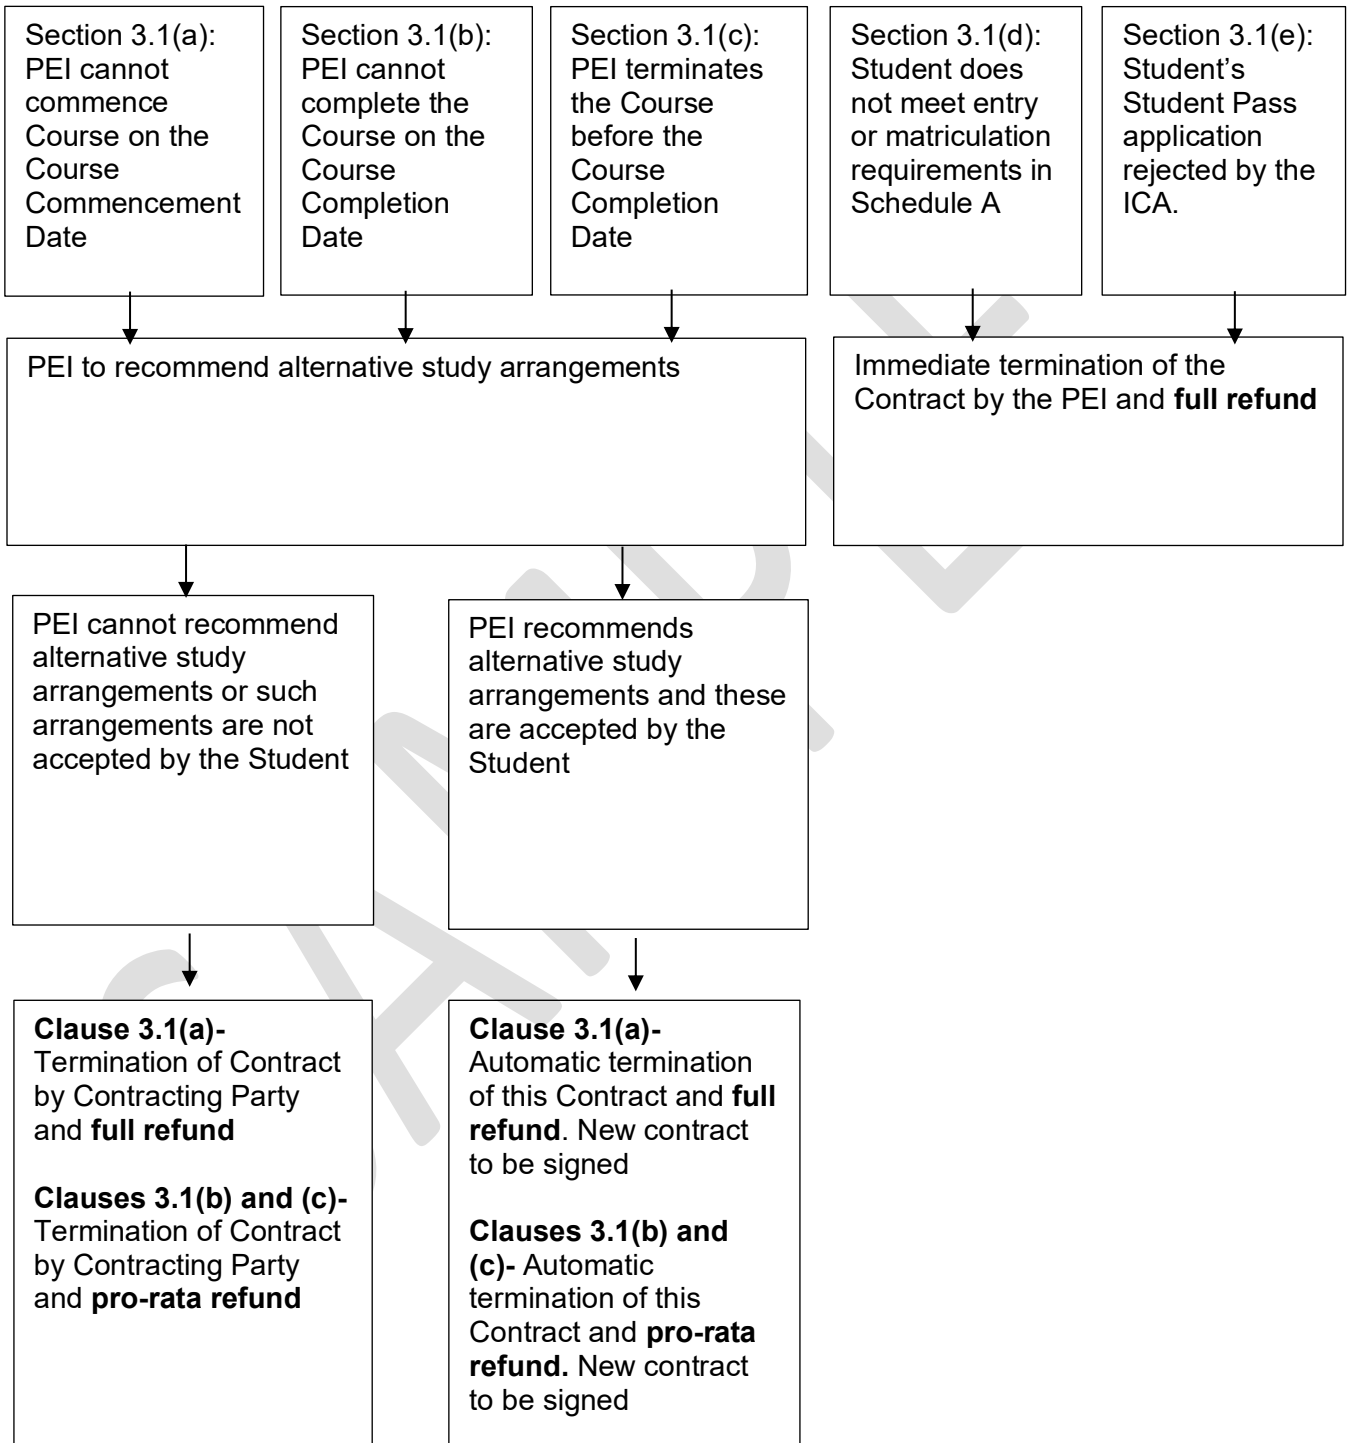 Section 3.1(a):
PEI cannot
commence
Course on the
Course
Commencement
Date
Section 3.1(b):
PEI cannot
complete the
Course on the
Course
Completion
Date
Section 3.1(c):
PEI terminates
the Course
before the
Course
Completion
Date
Section 3.1(d):
Student does
not meet entry
or matriculation
requirements in
Schedule A
Section 3.1(e):
Student’s
Student Pass
application
rejected by the
ICA.
PEI to recommend alternative study arrangements
Immediate termination of the
Contract by the PEI and full refund
PEI cannot recommend
alternative study
arrangements or such
arrangements are not
accepted by the Student
PEI recommends
alternative study
arrangements and these
are accepted by the
Student
Clause 3.1(a)-
Termination of Contract
by Contracting Party
and full refund
Clauses 3.1(b) and (c)-
Termination of Contract
by Contracting Party
and pro-rata refund
Clause 3.1(a)-
Automatic termination
of this Contract and full
refund. New contract
to be signed
Clauses 3.1(b) and
(c)- Automatic
termination of this
Contract and pro-rata
refund. New contract
to be signed
SAMPLE